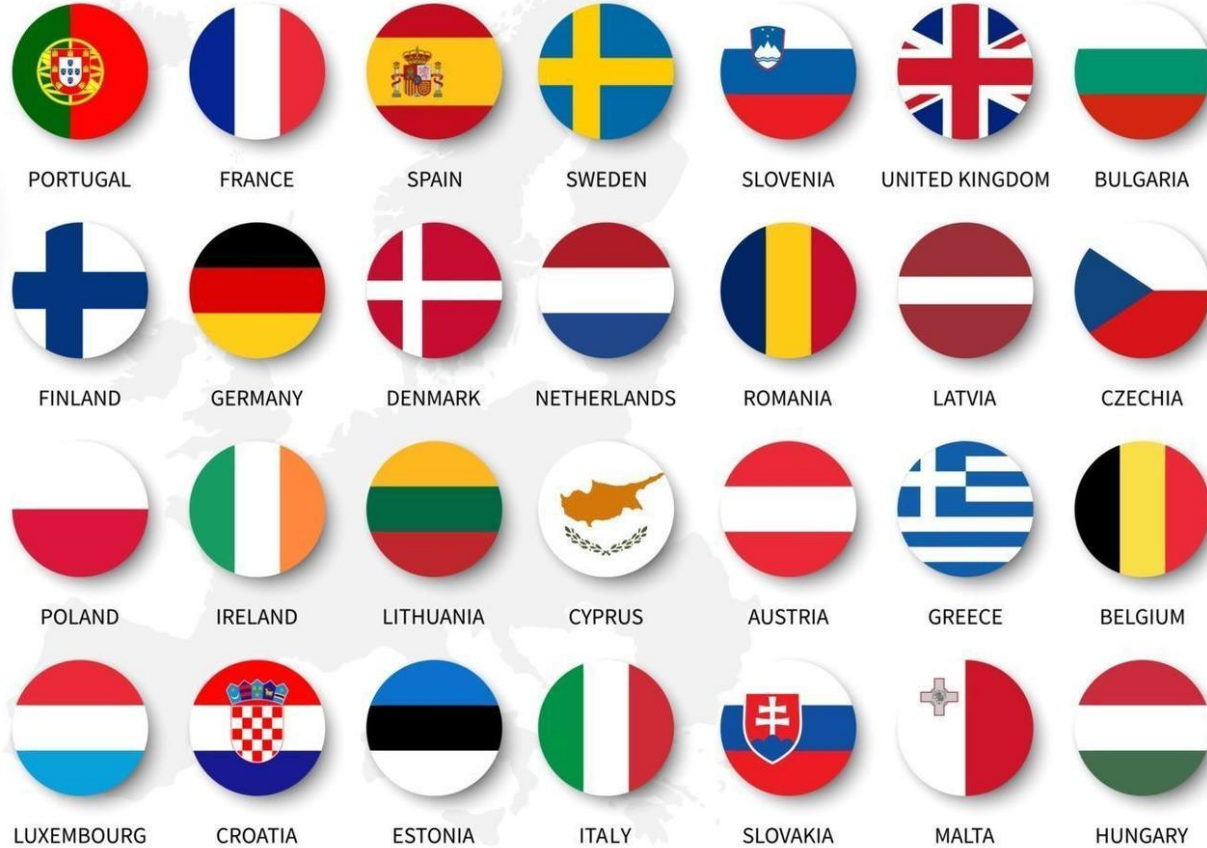 PORTUGAL FRANCE SPAIN SWEDEN SLOVENIA UNITED KINGDOM BULGARIA
FINLAND GERMANY DENMARK NETHERLANDS ROMANIA LATVIA CZECHIA
POLAND IRELAND LITHUANIA CYPRUS AUSTRIA GREECE BELGIUM
LUXEMBOURG CROATIA ESTONIA ITALY SLOVAKIA MALTA HUNGARY